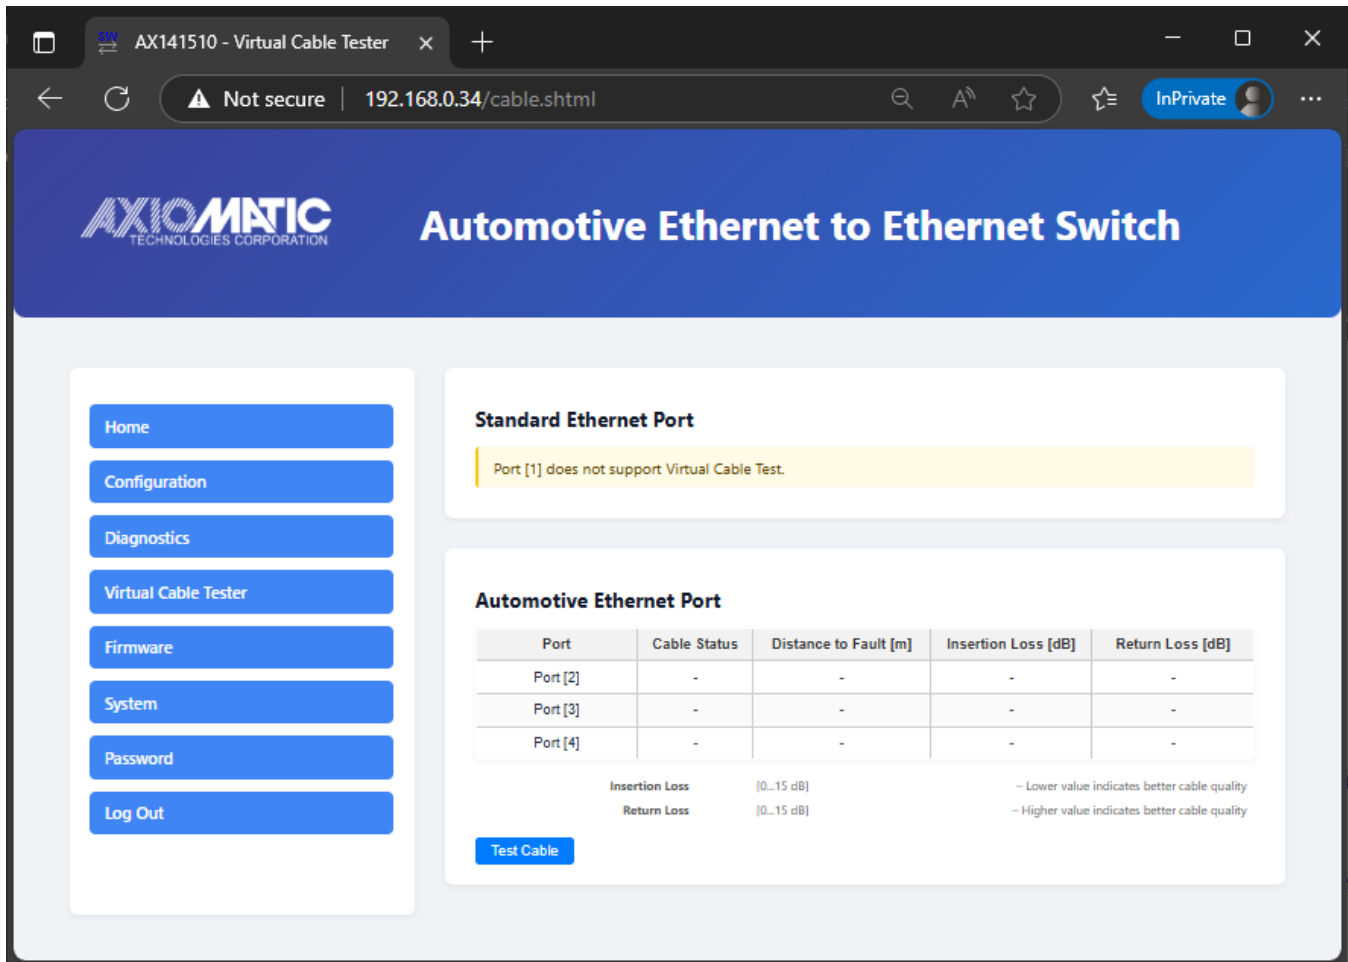 SW AX141510 - Virtual Cable Tester
Not secure 192.168.0.34/cable.shtml InPrivate
AXIOMATIC
TECHNOLOGIES CORPORATION
Automotive Ethernet to Ethernet Switch
Home
Configuration
Diagnostics
Virtual Cable Tester
Firmware
System
Password
Log Out
Standard Ethernet Port
Port [1] does not support Virtual Cable Test.
Automotive Ethernet Port
Port Cable Status Distance to Fault [m] Insertion Loss [dB] Return Loss [dB]
Port [2] - - - -
Port [3] - - - -
Port [4] - - - -
Insertion Loss [0...15 dB] – Lower value indicates better cable quality
Return Loss [0...15 dB] – Higher value indicates better cable quality
Test Cable